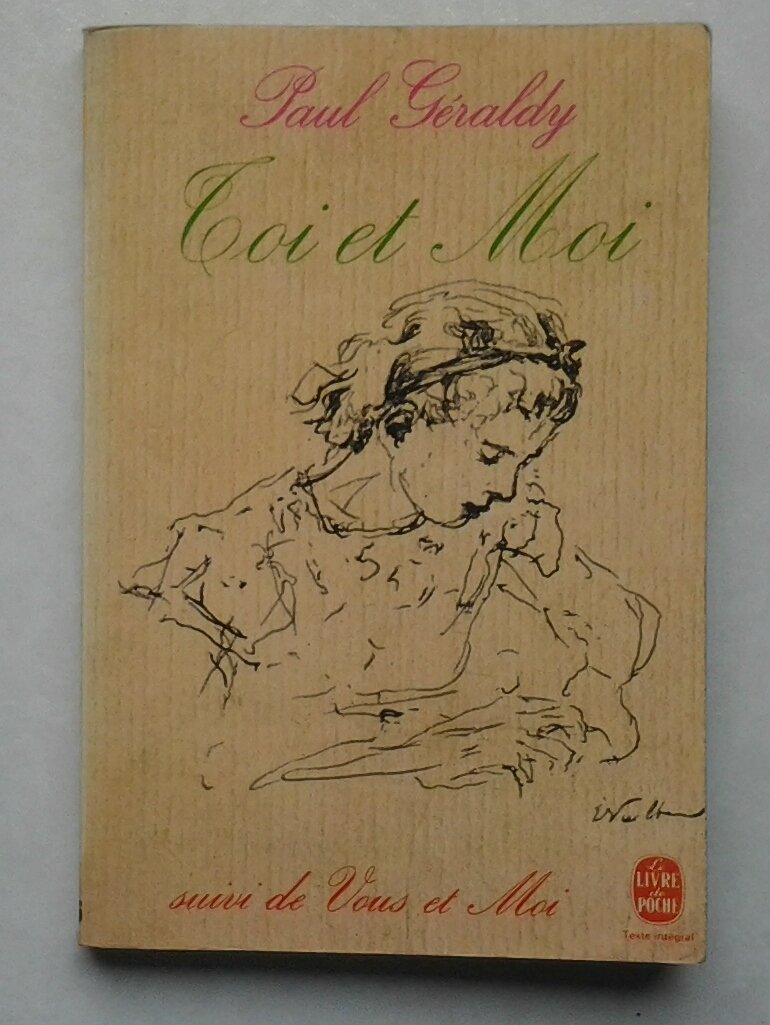 Paul Géraldy
Toi et Moi
suivi de Vous et Moi
Le
LIVRE
de
POCHE
Texte intégral